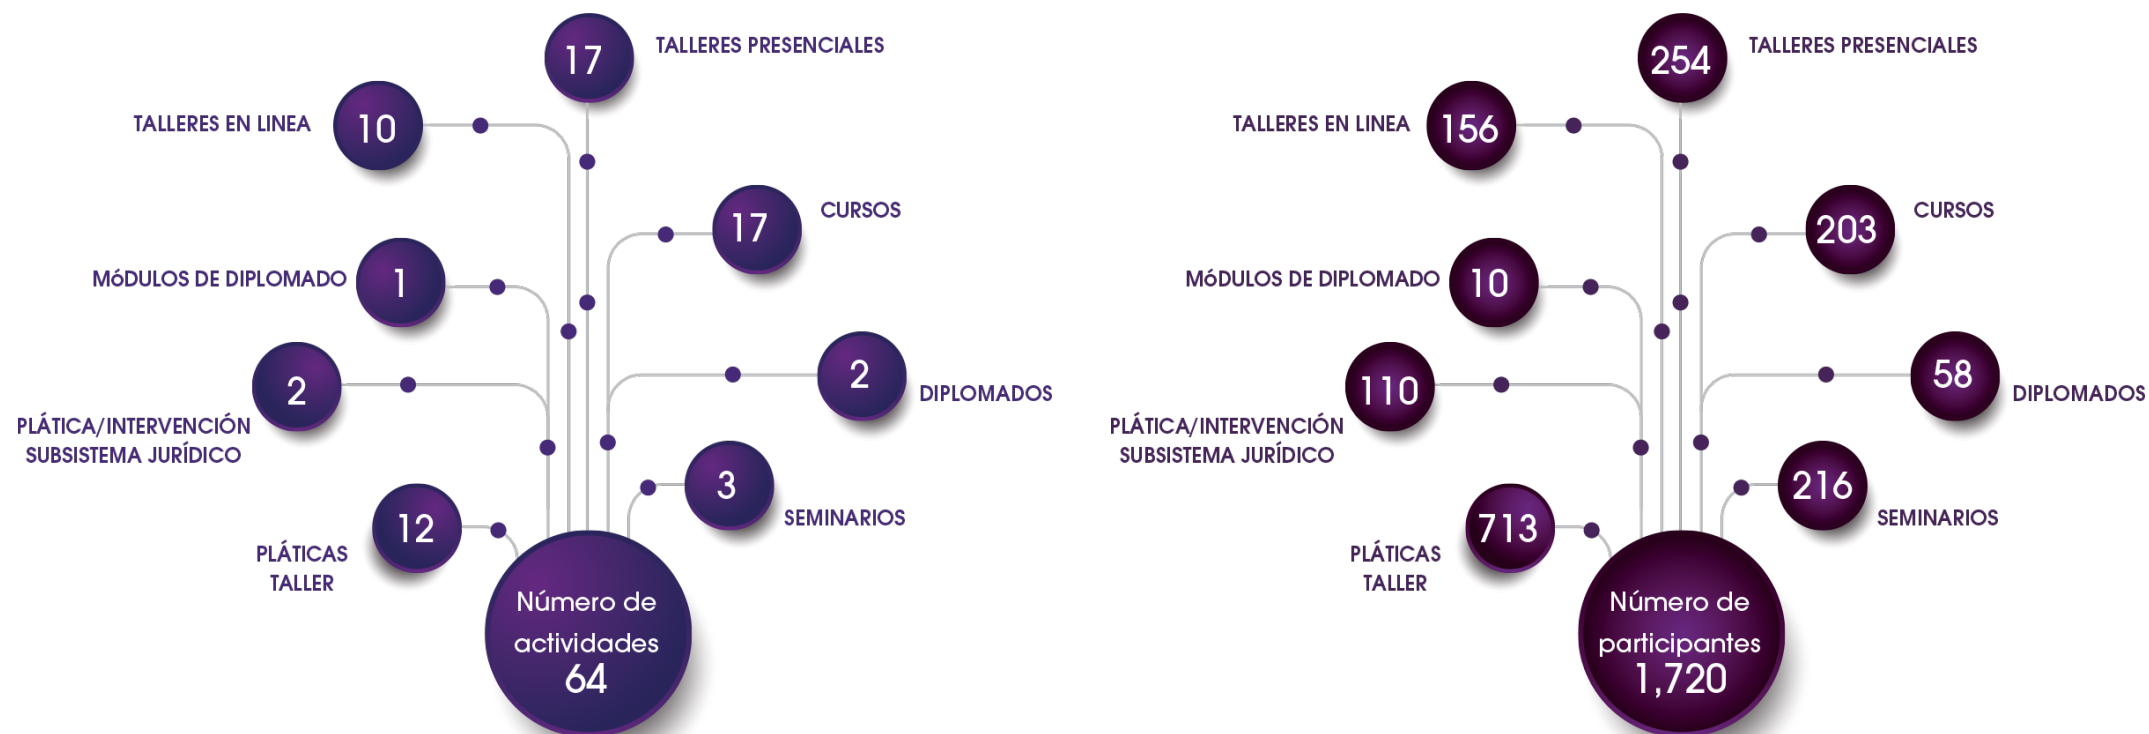 17
TALLERES PRESENCIALES
10
TALLERES EN LINEA
17
CURSOS
1
MóDULOS DE DIPLOMADO
2
DIPLOMADOS
2
PLÁTICA/INTERVENCIÓN
SUBSISTEMA JURÍDICO
3
SEMINARIOS
12
PLÁTICAS
TALLER
Número de
actividades
64
254
TALLERES PRESENCIALES
156
TALLERES EN LINEA
203
CURSOS
10
MóDULOS DE DIPLOMADO
58
DIPLOMADOS
110
PLÁTICA/INTERVENCIÓN
SUBSISTEMA JURÍDICO
216
SEMINARIOS
713
PLÁTICAS
TALLER
Número de
participantes
1,720